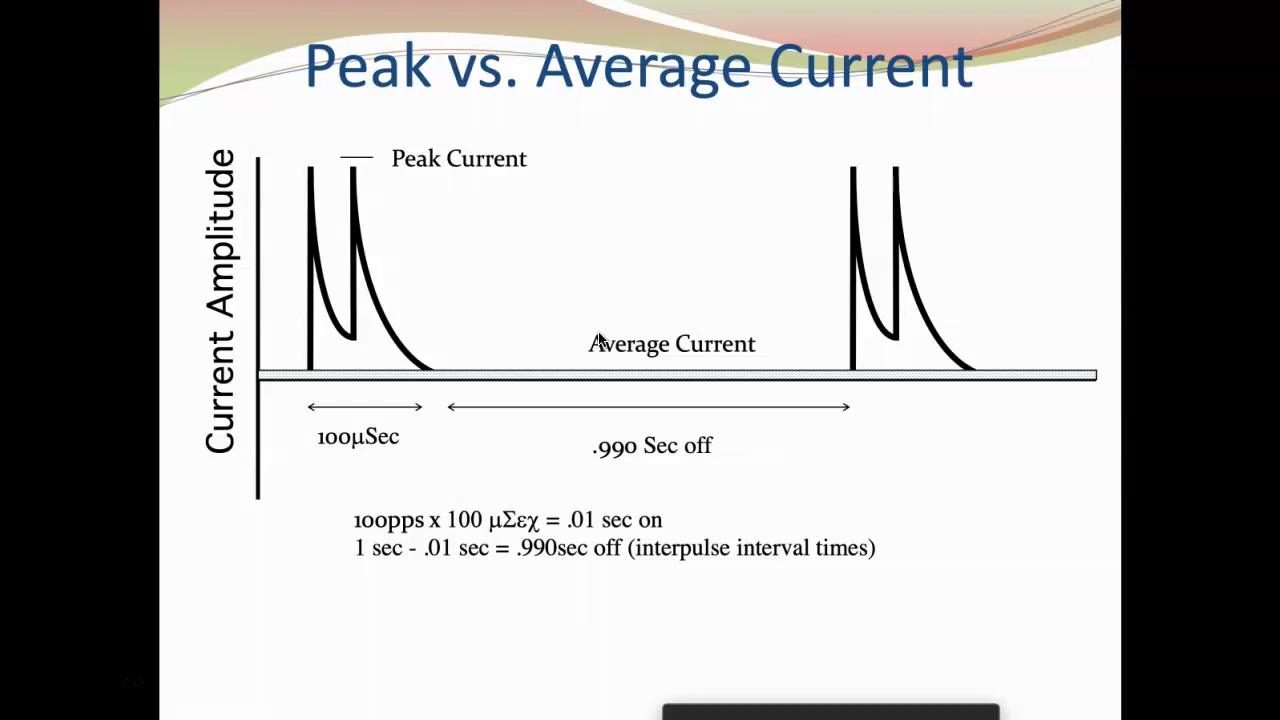 Peak vs. Average Current
Current Amplitude
Peak Current
Average Current
100μSec
.990 Sec off
100pps x 100 μΣεχ = .01 sec on
1 sec - .01 sec = .990sec off (interpulse interval times)